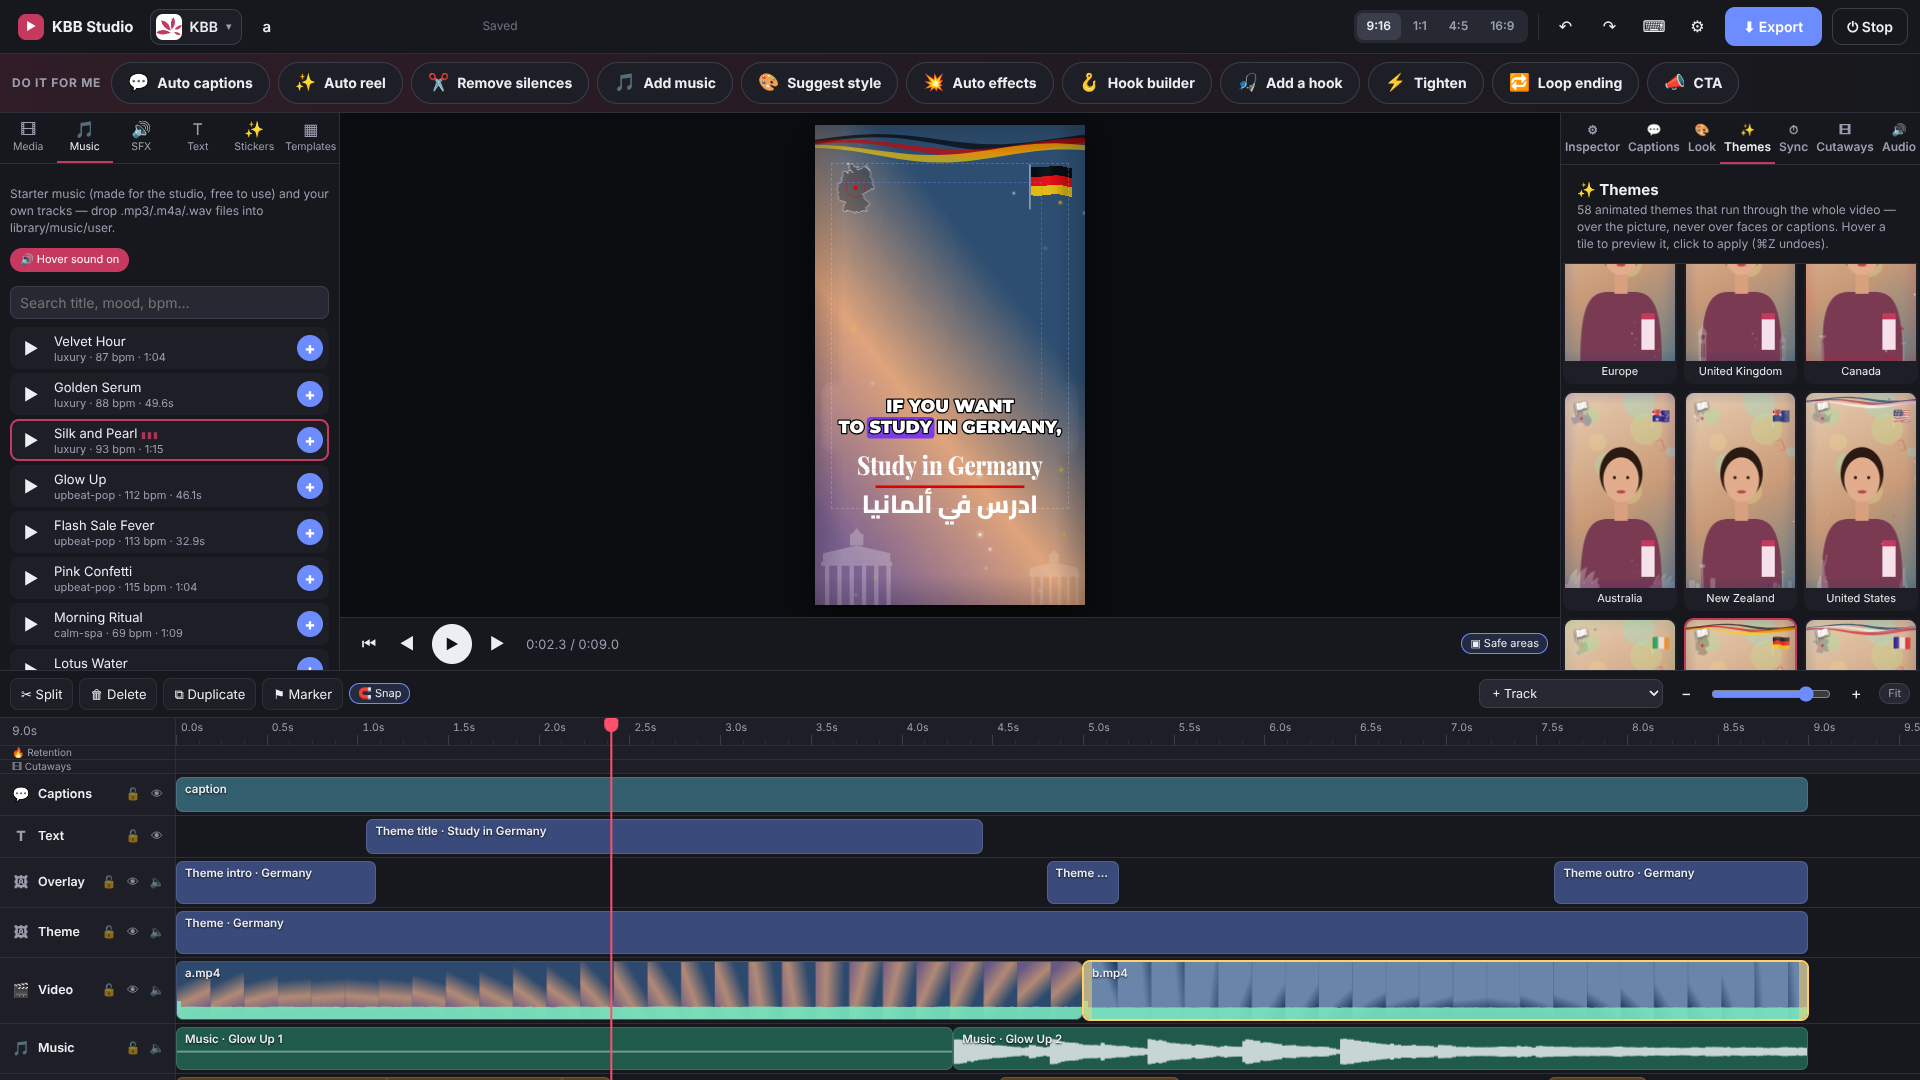 KBB Studio
KBB
a
Saved
9:16
1:1
4:5
16:9
Export
Stop
DO IT FOR ME
Auto captions
Auto reel
Remove silences
Add music
Suggest style
Auto effects
Hook builder
Add a hook
Tighten
Loop ending
CTA
Media
Music
SFX
Text
Stickers
Templates
Starter music (made for the studio, free to use) and your
own tracks — drop .mp3/.m4a/.wav files into
library/music/user.
Hover sound on
Search title, mood, bpm...
Velvet Hour
luxury · 87 bpm · 1:04
Golden Serum
luxury · 88 bpm · 49.6s
Silk and Pearl
luxury · 93 bpm · 1:15
Glow Up
upbeat-pop · 112 bpm · 46.1s
Flash Sale Fever
upbeat-pop · 113 bpm · 32.9s
Pink Confetti
upbeat-pop · 115 bpm · 1:04
Morning Ritual
calm-spa · 69 bpm · 1:09
Lotus Water
IF YOU WANT
TO STUDY IN GERMANY,
Study in Germany
ادرس في ألمانيا
0:02.3 / 0:09.0
Safe areas
Inspector
Captions
Look
Themes
Sync
Cutaways
Audio
Themes
58 animated themes that run through the whole video —
over the picture, never over faces or captions. Hover a
tile to preview it, click to apply (⌘Z undoes).
Europe
United Kingdom
Canada
Australia
New Zealand
United States
Split
Delete
Duplicate
Marker
Snap
+ Track
Fit
9.0s
0.0s
0.5s
1.0s
1.5s
2.0s
2.5s
3.0s
3.5s
4.0s
4.5s
5.0s
5.5s
6.0s
6.5s
7.0s
7.5s
8.0s
8.5s
9.0s
9.5
Retention
Cutaways
Captions
caption
Text
Theme title · Study in Germany
Overlay
Theme intro · Germany
Theme ...
Theme outro · Germany
Theme
Theme · Germany
Video
a.mp4
b.mp4
Music
Music · Glow Up 1
Music · Glow Up 2